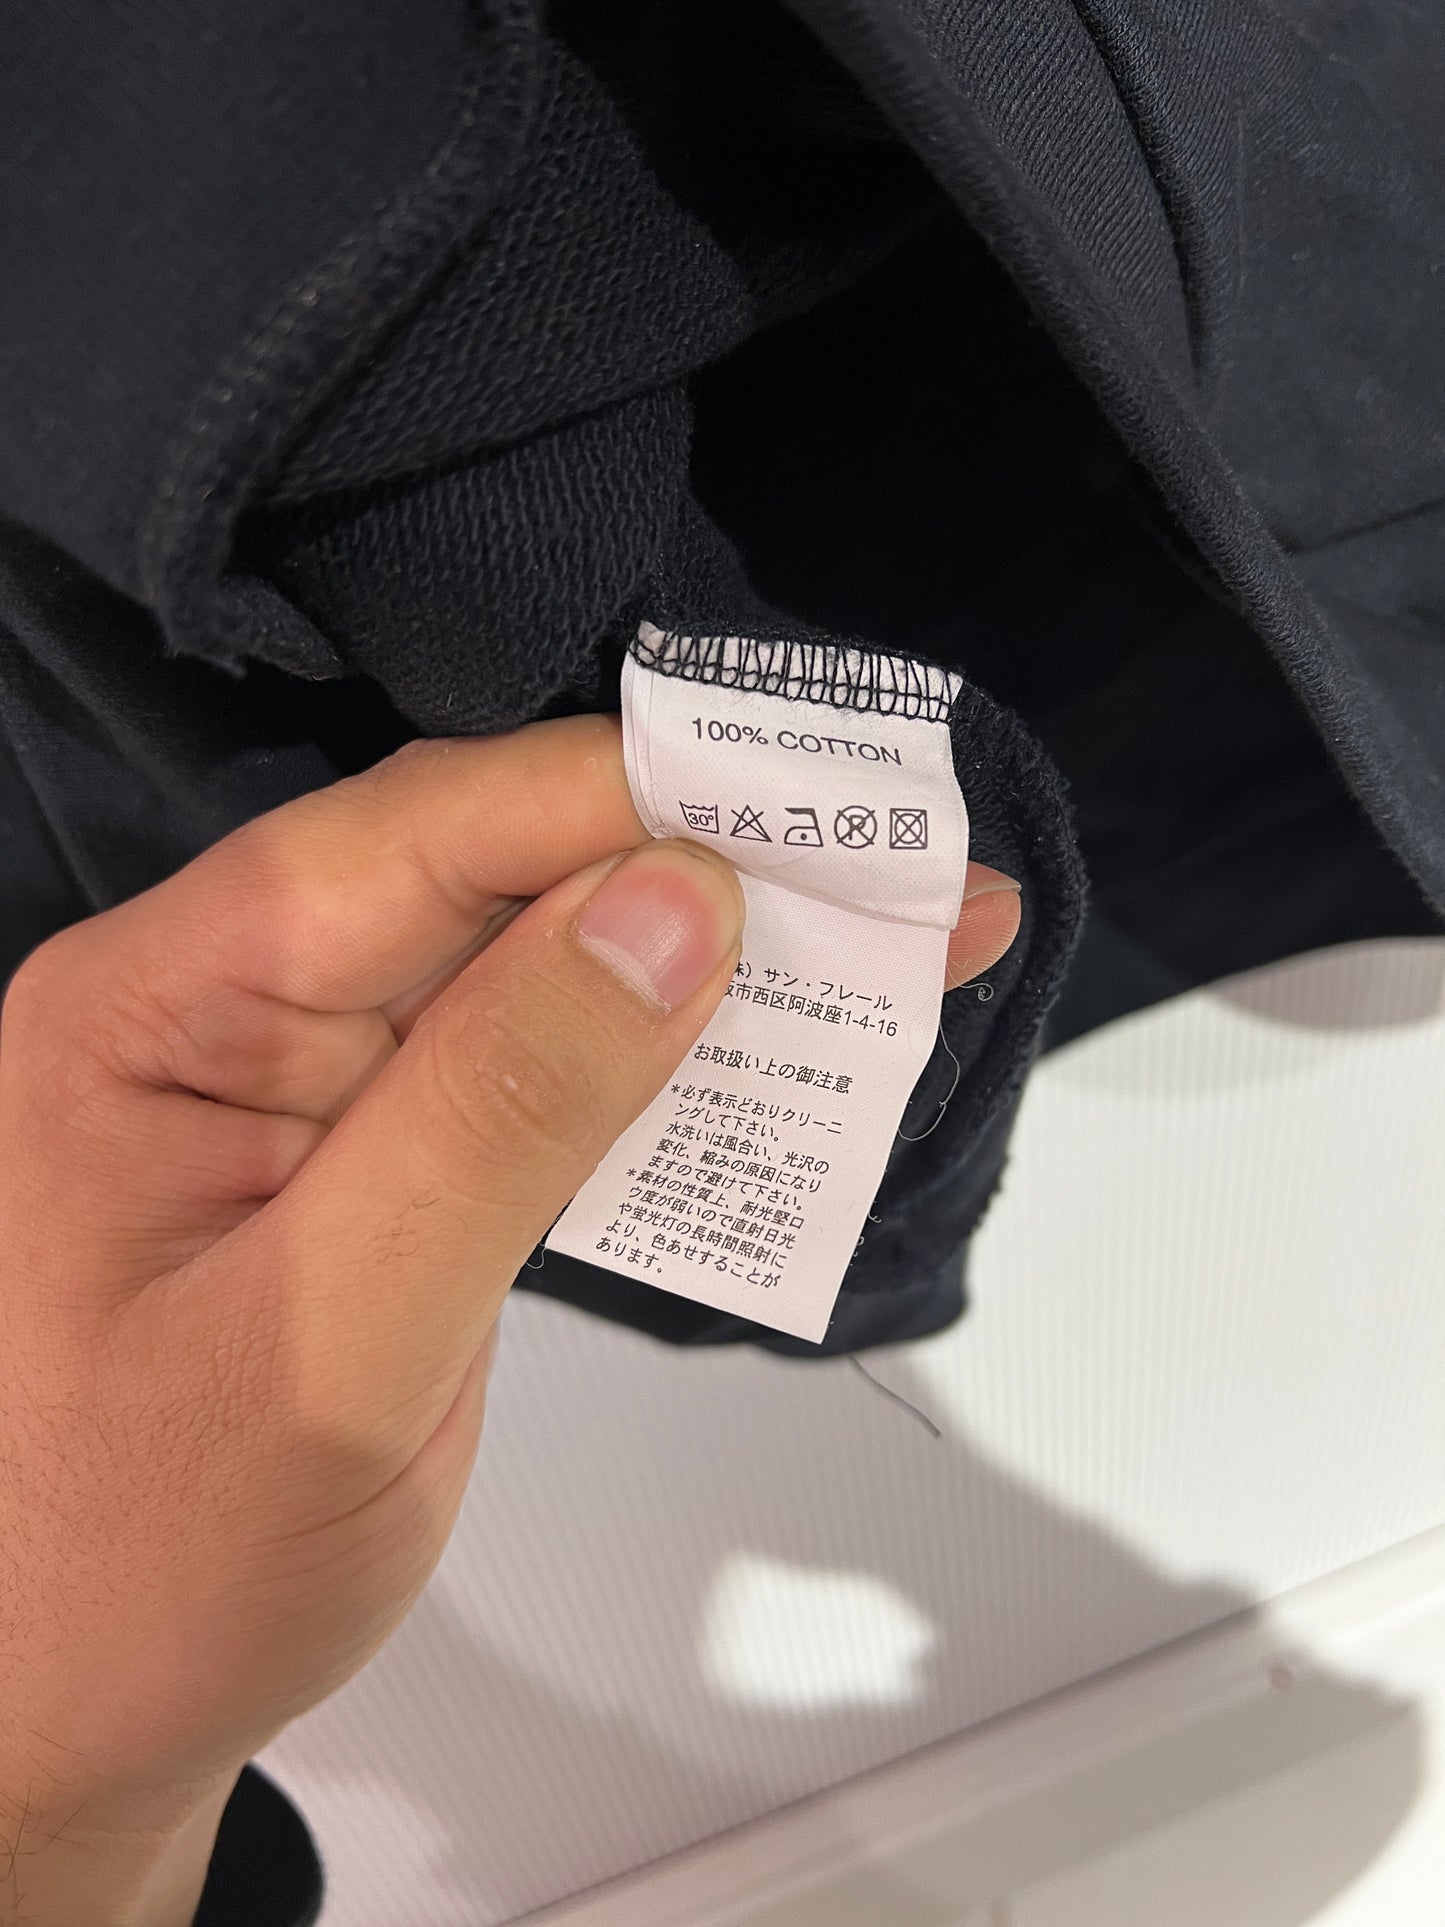 100% COTTON
30°
P
株）サン・フレール
阪市西区阿波座1-4-16
お取扱い上の御注意
*必ず表示どおりクリーニ
ングして下さい。
水洗いは風合い、光沢の
変化、縮みの原因になり
ますので避けて下さい。
*素材の性質上、耐光堅ロ
ウ度が弱いので直射日光
や蛍光灯の長時間照射に
より、色あせすることが
あります。